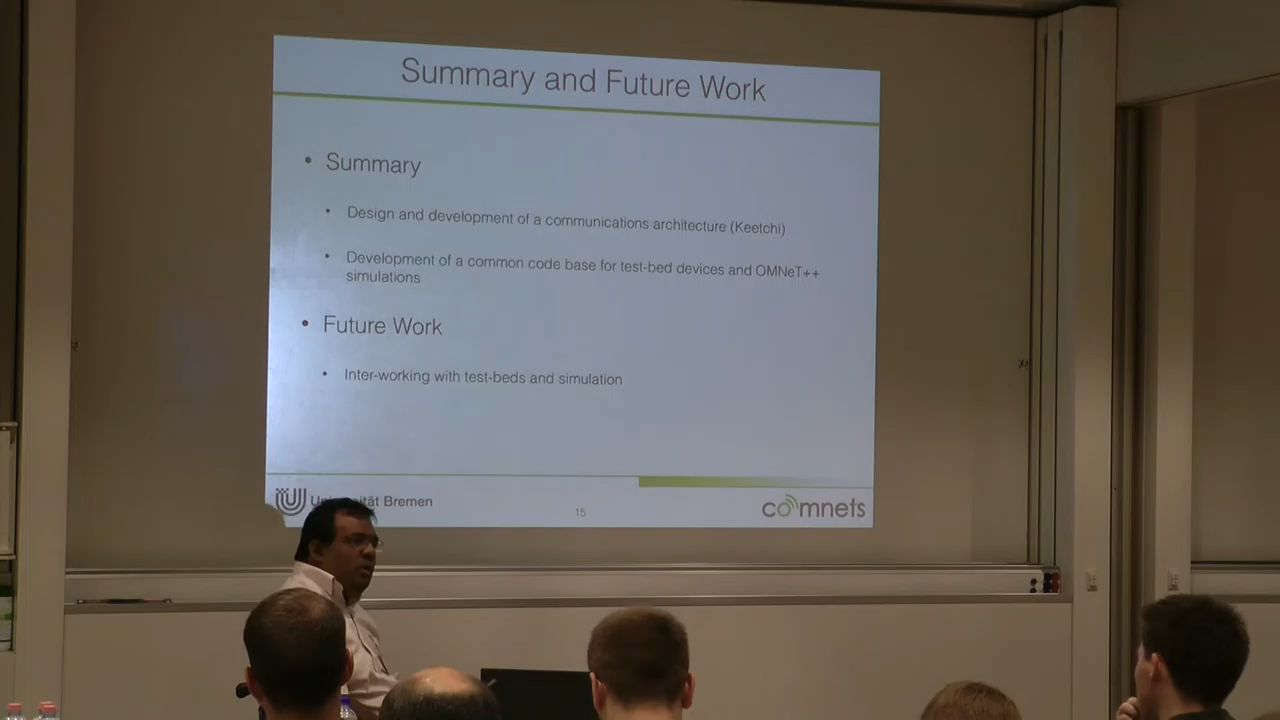 Summary and Future Work
• Summary
• Design and development of a communications architecture (Keetchi)
• Development of a common code base for test-bed devices and OMNeT++
simulations
• Future Work
• Inter-working with test-beds and simulation
Universität Bremen
15
comnets